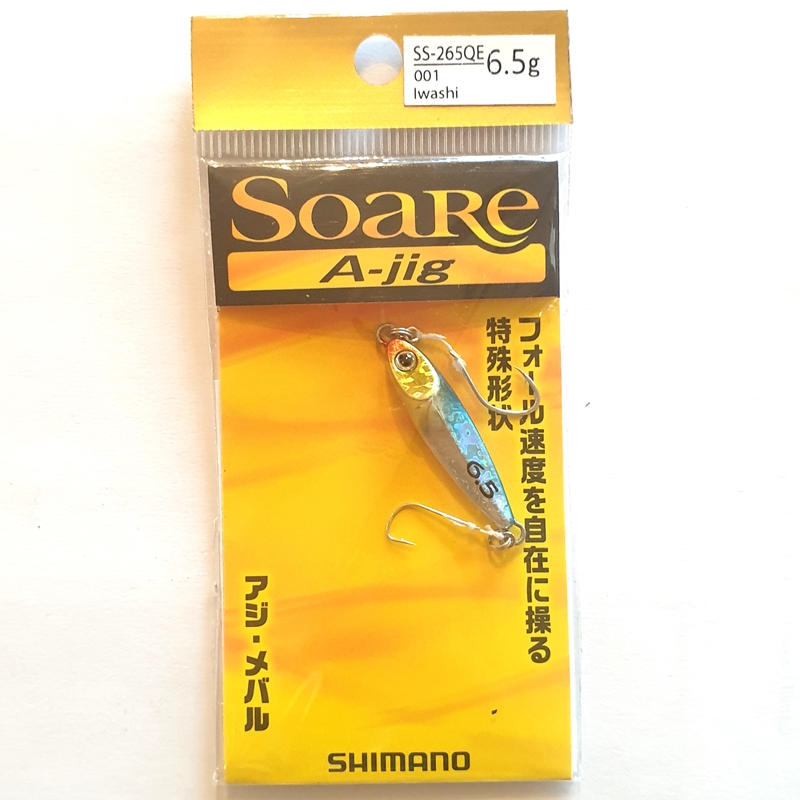 SS-265QE 6.5g
001
Iwashi
SOARE
A-jig
フォール速度を自在に操る
特殊形状
6.5
アジ・メバル
SHIMANO